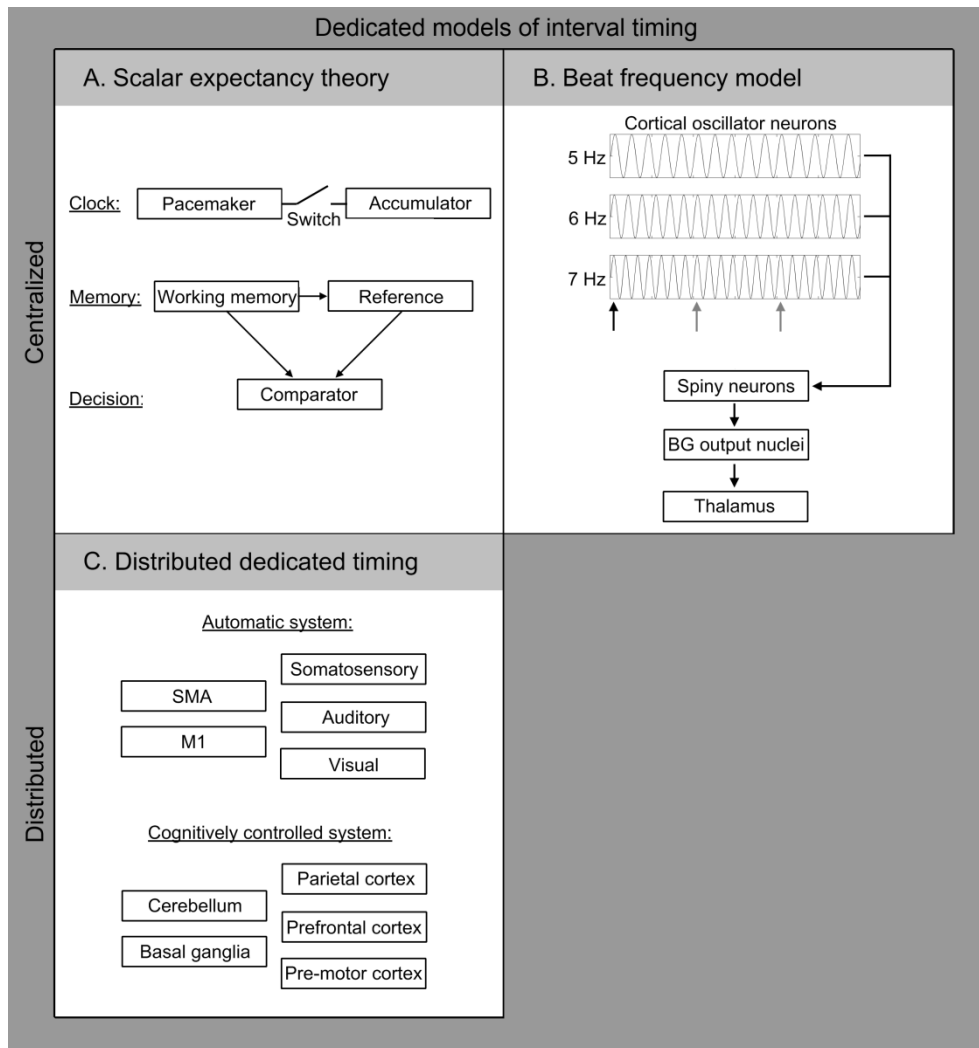 Dedicated models of interval timing
Centralized
A. Scalar expectancy theory
Clock:
Pacemaker
Switch
Accumulator
Memory:
Working memory
Reference
Decision:
Comparator
B. Beat frequency model
Cortical oscillator neurons
5 Hz
6 Hz
7 Hz
Spiny neurons
BG output nuclei
Thalamus
Distributed
C. Distributed dedicated timing
Automatic system:
SMA
M1
Somatosensory
Auditory
Visual
Cognitively controlled system:
Cerebellum
Basal ganglia
Parietal cortex
Prefrontal cortex
Pre-motor cortex